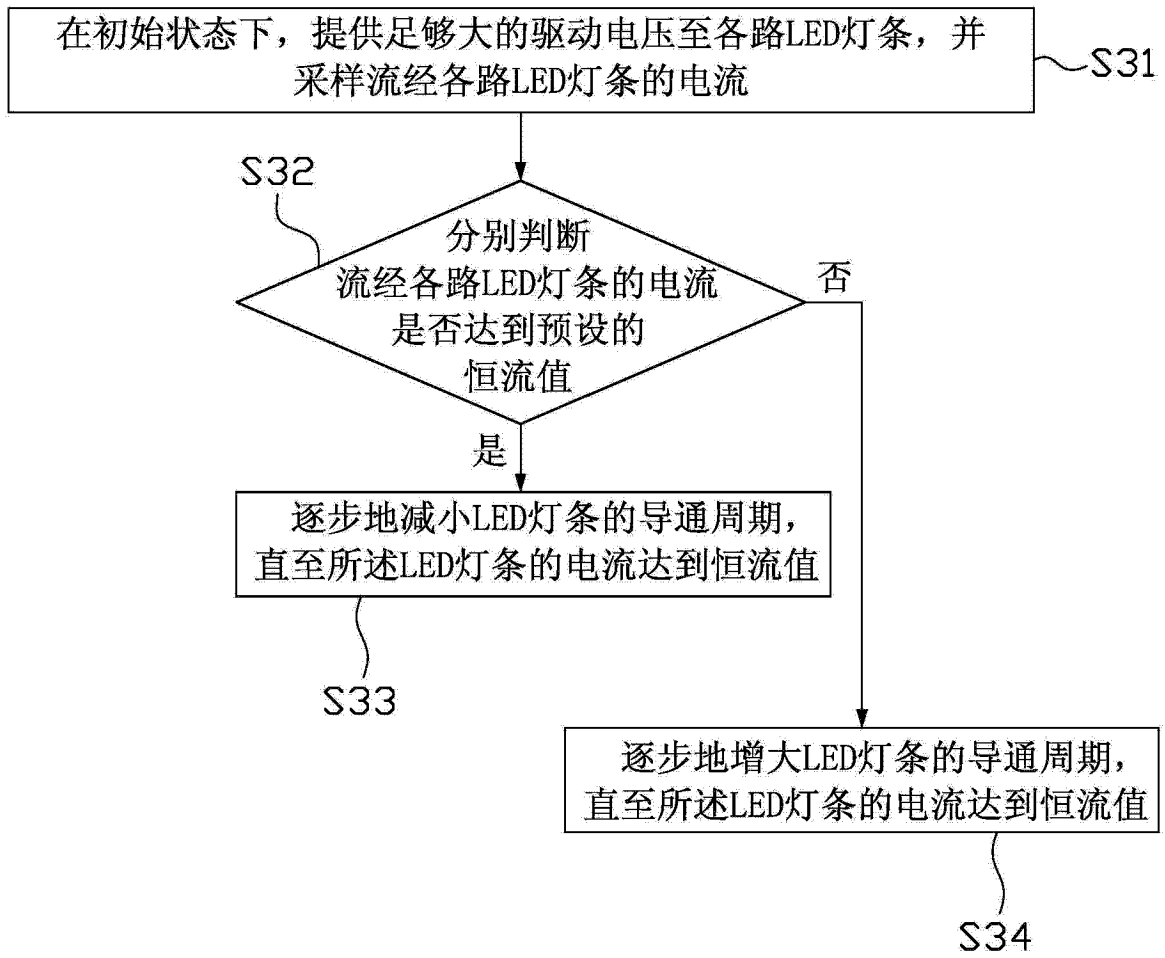 在初始状态下，提供足够大的驱动电压至各路LED灯条，并
采样流经各路LED灯条的电流
S31
S32
分别判断
流经各路LED灯条的电流
是否达到预设的
恒流值
否
是
逐步地减小LED灯条的导通周期，
直至所述LED灯条的电流达到恒流值
S33
逐步地增大LED灯条的导通周期，
直至所述LED灯条的电流达到恒流值
S34